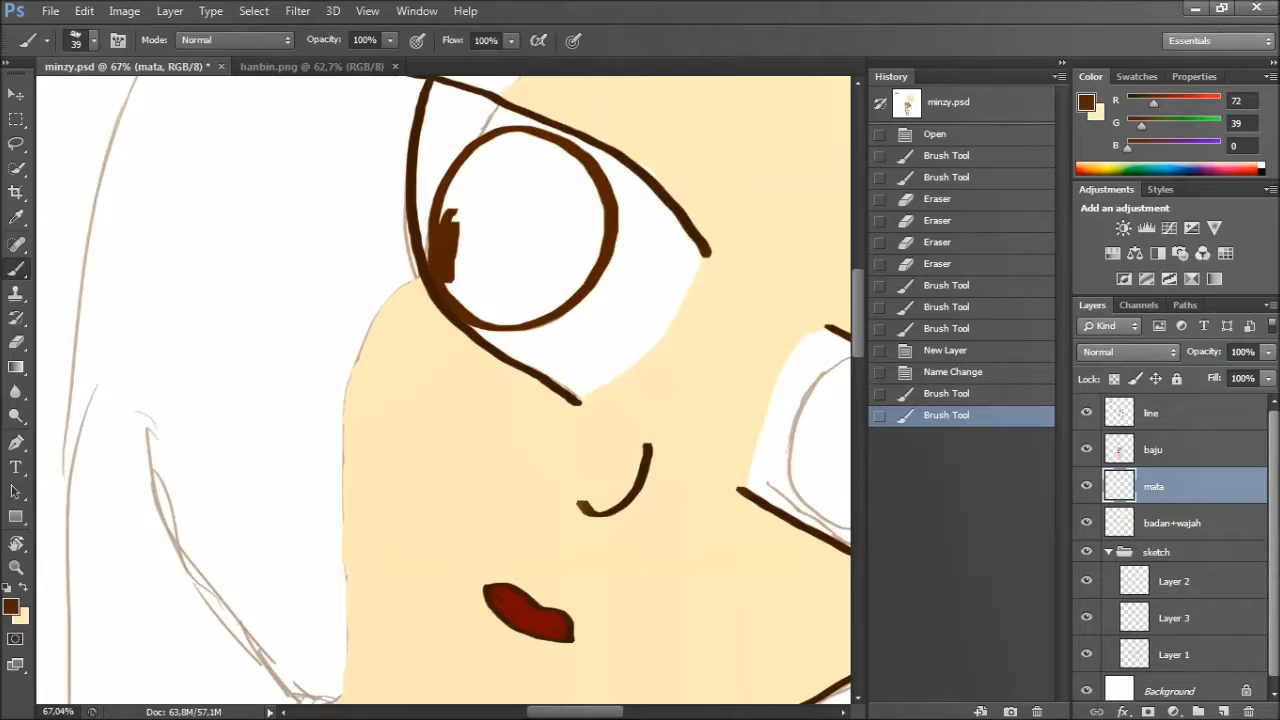 Ps File Edit Image Layer Type Select Filter 3D View Window Help
39 Mode: Normal Opacity: 100% Flow: 100% Essentials
minzy.psd @ 67% (mata, RGB/8) * × hanbin.png @ 62,7% (RGB/8) ×
History
minzy.psd
Open
Brush Tool
Brush Tool
Eraser
Eraser
Eraser
Eraser
Brush Tool
Brush Tool
Brush Tool
New Layer
Name Change
Brush Tool
Brush Tool
Color Swatches Properties
R 72
G 39
B 0
Adjustments Styles
Add an adjustment
Layers Channels Paths
Kind
Normal Opacity: 100%
Lock: Fill: 100%
line
baju
mata
badan+wajah
sketch
Layer 2
Layer 3
Layer 1
Background
67,04% Doc: 63,8M/57,1M